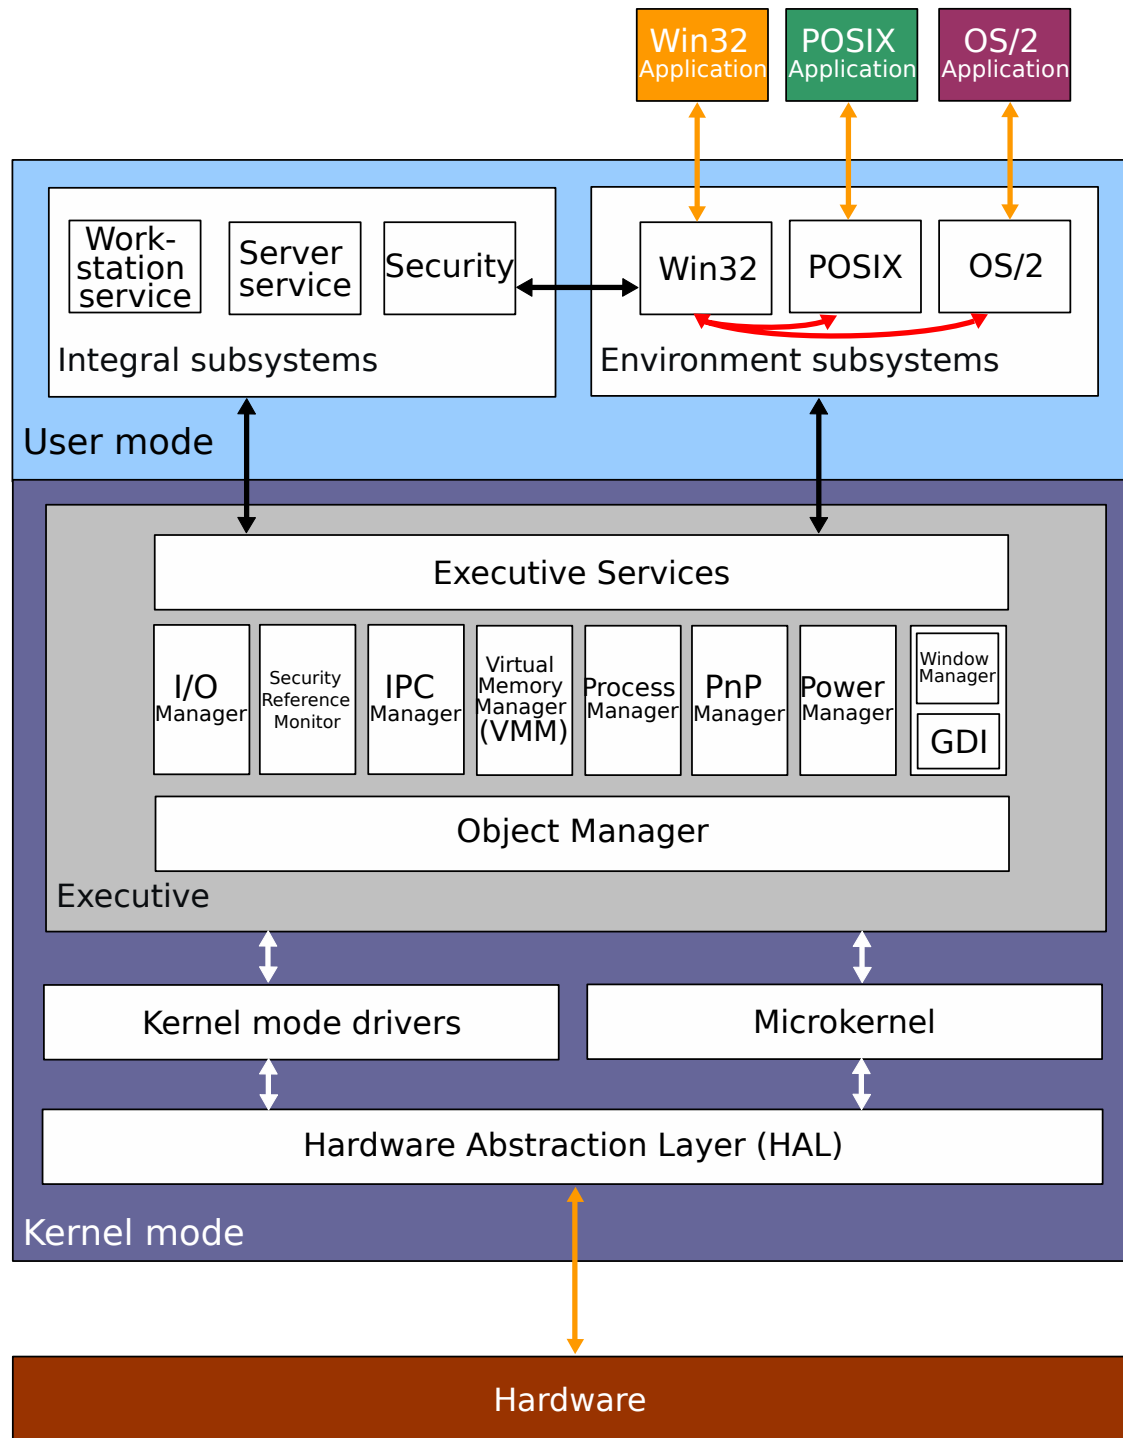 Win32
Application
POSIX
Application
OS/2
Application
Work-
station
service
Server
service
Security
Integral subsystems
Win32
POSIX
OS/2
Environment subsystems
User mode
Executive Services
I/O
Manager
Security
Reference
Monitor
IPC
Manager
Virtual
Memory
Manager
(VMM)
Process
Manager
PnP
Manager
Power
Manager
Window
Manager
GDI
Object Manager
Executive
Kernel mode drivers
Microkernel
Hardware Abstraction Layer (HAL)
Kernel mode
Hardware